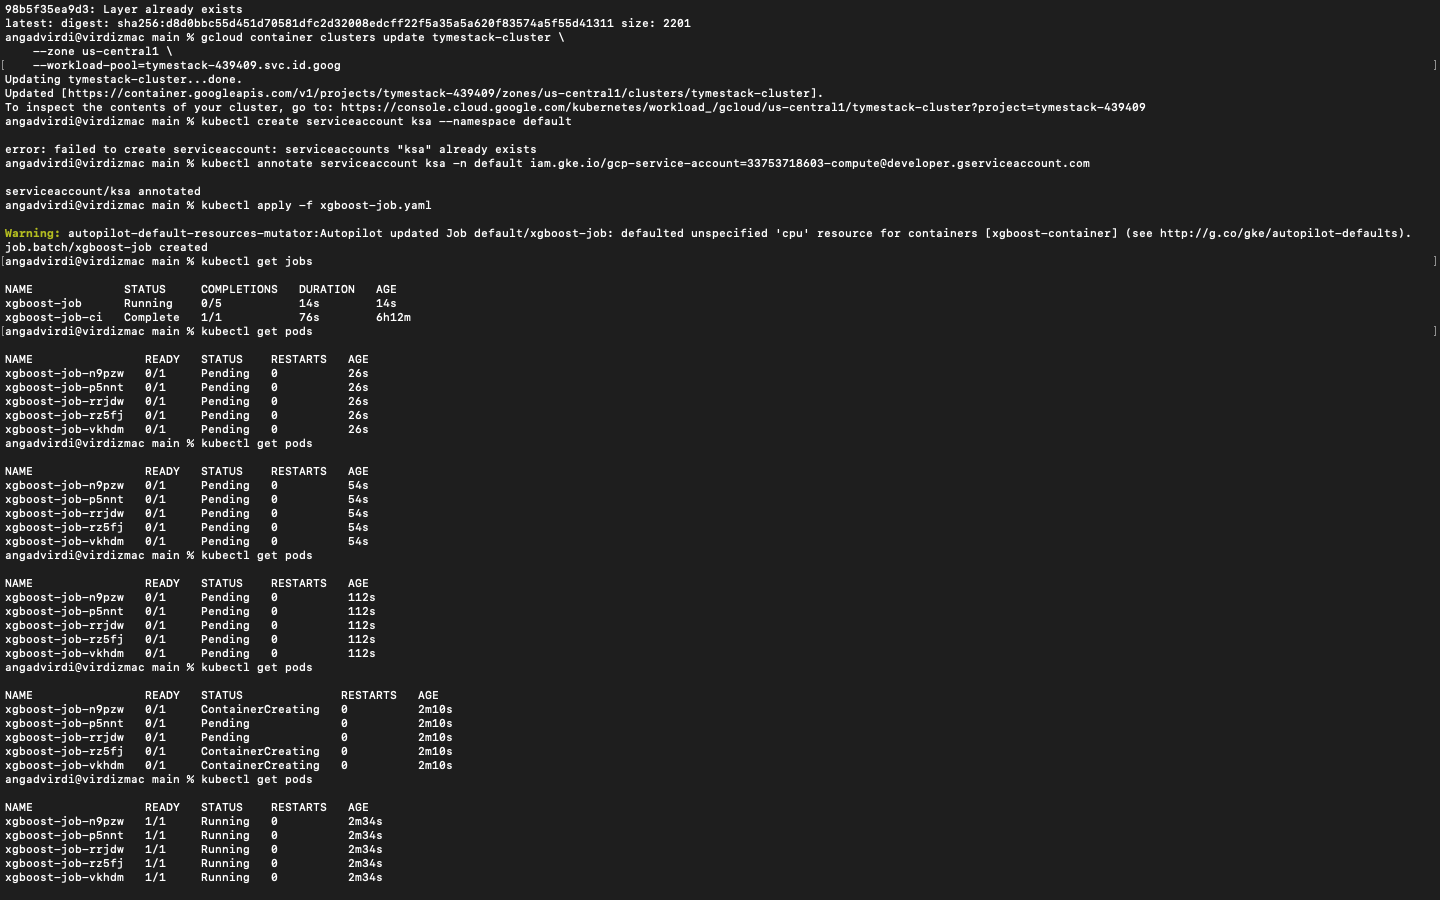 98b5f35ea9d3: Layer already exists
latest: digest: sha256:d8d0bbc55d451d70581dfc2d32008edcff22f5a35a5a620f83574a5f55d41311 size: 2201
angadvirdi@virdizmac main % gcloud container clusters update tymestack-cluster \
    --zone us-central1 \
[    --workload-pool=tymestack-439409.svc.id.goog ]
Updating tymestack-cluster...done.
Updated [https://container.googleapis.com/v1/projects/tymestack-439409/zones/us-central1/clusters/tymestack-cluster].
To inspect the contents of your cluster, go to: https://console.cloud.google.com/kubernetes/workload_/gcloud/us-central1/tymestack-cluster?project=tymestack-439409
angadvirdi@virdizmac main % kubectl create serviceaccount ksa --namespace default
error: failed to create serviceaccount: serviceaccounts "ksa" already exists
angadvirdi@virdizmac main % kubectl annotate serviceaccount ksa -n default iam.gke.io/gcp-service-account=33753718603-compute@developer.gserviceaccount.com
serviceaccount/ksa annotated
angadvirdi@virdizmac main % kubectl apply -f xgboost-job.yaml
Warning: autopilot-default-resources-mutator:Autopilot updated Job default/xgboost-job: defaulted unspecified 'cpu' resource for containers [xgboost-container] (see http://g.co/gke/autopilot-defaults).
job.batch/xgboost-job created
[angadvirdi@virdizmac main % kubectl get jobs ]
NAME             STATUS     COMPLETIONS   DURATION   AGE
xgboost-job      Running    0/5           14s        14s
xgboost-job-ci   Complete   1/1           76s        6h12m
[angadvirdi@virdizmac main % kubectl get pods ]
NAME                READY   STATUS    RESTARTS   AGE
xgboost-job-n9pzw   0/1     Pending   0          26s
xgboost-job-p5nnt   0/1     Pending   0          26s
xgboost-job-rrjdw   0/1     Pending   0          26s
xgboost-job-rz5fj   0/1     Pending   0          26s
xgboost-job-vkhdm   0/1     Pending   0          26s
angadvirdi@virdizmac main % kubectl get pods
NAME                READY   STATUS    RESTARTS   AGE
xgboost-job-n9pzw   0/1     Pending   0          54s
xgboost-job-p5nnt   0/1     Pending   0          54s
xgboost-job-rrjdw   0/1     Pending   0          54s
xgboost-job-rz5fj   0/1     Pending   0          54s
xgboost-job-vkhdm   0/1     Pending   0          54s
angadvirdi@virdizmac main % kubectl get pods
NAME                READY   STATUS    RESTARTS   AGE
xgboost-job-n9pzw   0/1     Pending   0          112s
xgboost-job-p5nnt   0/1     Pending   0          112s
xgboost-job-rrjdw   0/1     Pending   0          112s
xgboost-job-rz5fj   0/1     Pending   0          112s
xgboost-job-vkhdm   0/1     Pending   0          112s
angadvirdi@virdizmac main % kubectl get pods
NAME                READY   STATUS              RESTARTS   AGE
xgboost-job-n9pzw   0/1     ContainerCreating   0          2m10s
xgboost-job-p5nnt   0/1     Pending             0          2m10s
xgboost-job-rrjdw   0/1     Pending             0          2m10s
xgboost-job-rz5fj   0/1     ContainerCreating   0          2m10s
xgboost-job-vkhdm   0/1     ContainerCreating   0          2m10s
angadvirdi@virdizmac main % kubectl get pods
NAME                READY   STATUS    RESTARTS   AGE
xgboost-job-n9pzw   1/1     Running   0          2m34s
xgboost-job-p5nnt   1/1     Running   0          2m34s
xgboost-job-rrjdw   1/1     Running   0          2m34s
xgboost-job-rz5fj   1/1     Running   0          2m34s
xgboost-job-vkhdm   1/1     Running   0          2m34s